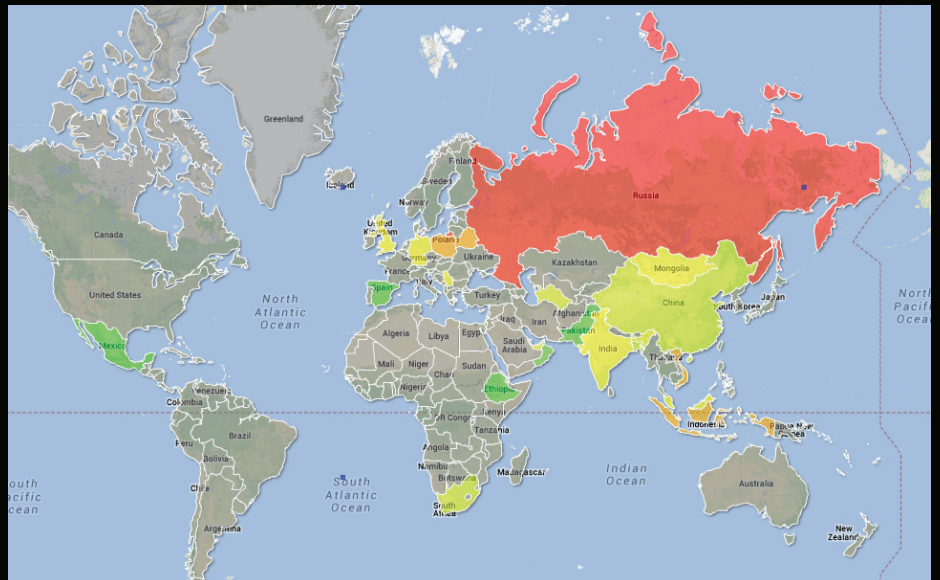 Greenland
Iceland
Finland
Sweden
Norway
Russia
United
Kingdom
Canada
Poland
Germany
Ukraine
Kazakhstan
Mongolia
France
Italy
Spain
Turkey
United States
North
Atlantic
Ocean
China
South Korea
Japan
North
Pacific
Ocean
Afghanistan
Iraq
Iran
Pakistan
Algeria
Libya
Egypt
Saudi
Arabia
Mexico
India
Thailand
Mali
Niger
Chad
Sudan
Nigeria
Ethiopia
Venezuela
Colombia
DR Congo
Kenya
Tanzania
Indonesia
Papua New
Guinea
Brazil
Peru
Angola
Bolivia
Namibia
Botswana
Madagascar
Indian
Ocean
South
Atlantic
Ocean
Chile
Australia
South
Africa
Argentina
New
Zealand
outh
acific
cean